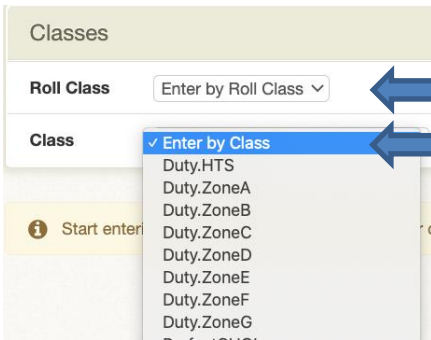 Classes
Roll Class Enter by Roll Class
Class ✓ Enter by Class
Duty.HTS
Duty.ZoneA
Duty.ZoneB
Start enteri
Duty.ZoneC
Duty.ZoneD
Duty.ZoneE
Duty.ZoneF
Duty.ZoneG